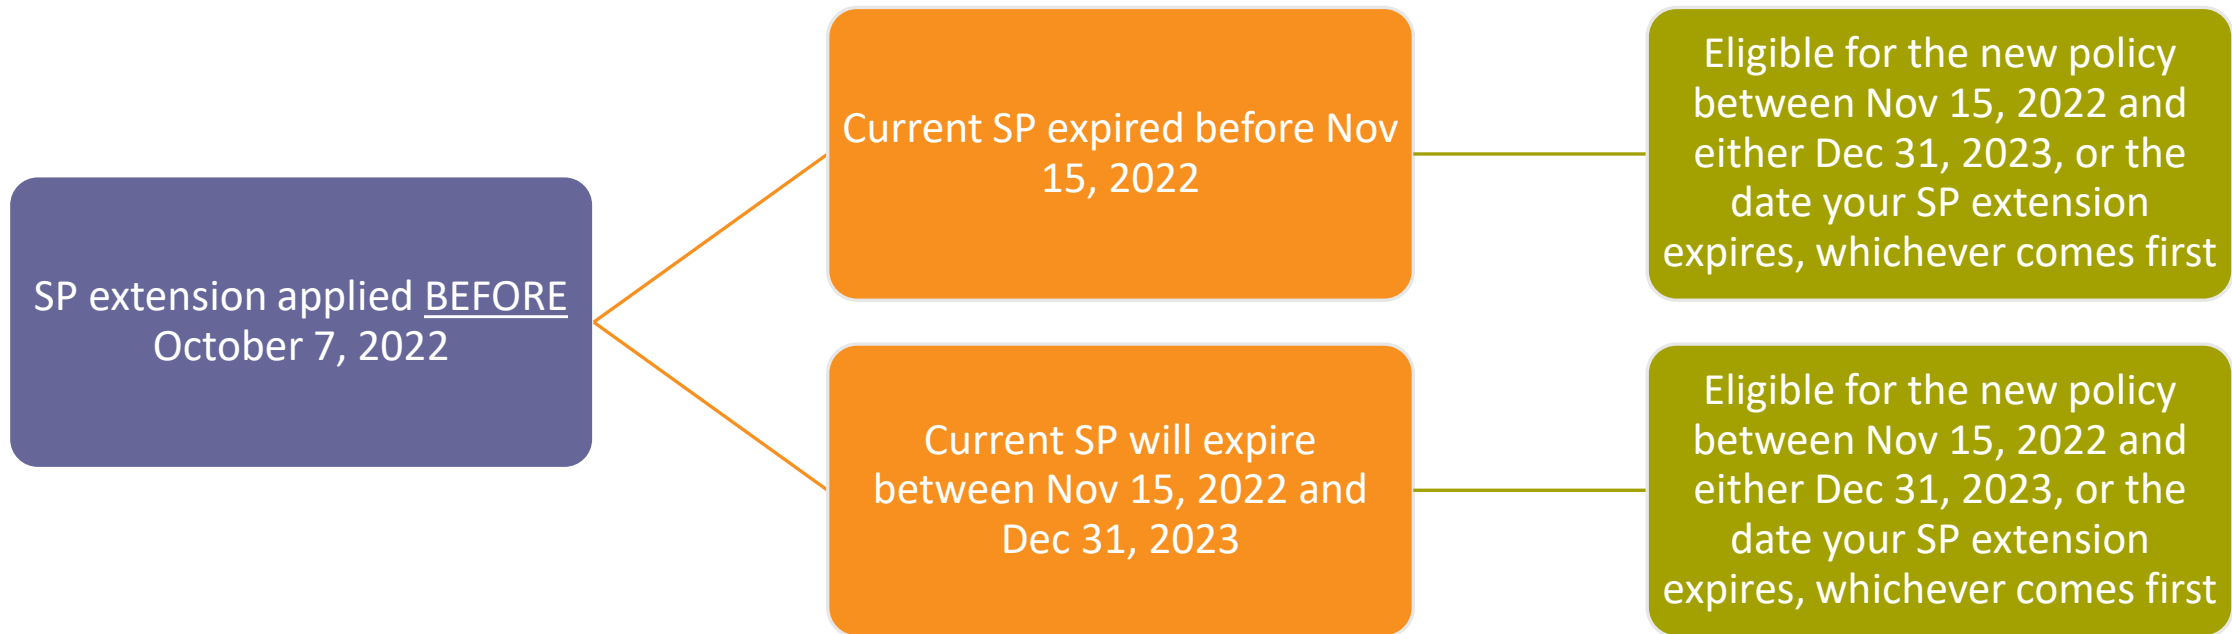 SP extension applied BEFORE
October 7, 2022
Current SP expired before Nov
15, 2022
Eligible for the new policy
between Nov 15, 2022 and
either Dec 31, 2023, or the
date your SP extension
expires, whichever comes first
Current SP will expire
between Nov 15, 2022 and
Dec 31, 2023
Eligible for the new policy
between Nov 15, 2022 and
either Dec 31, 2023, or the
date your SP extension
expires, whichever comes first